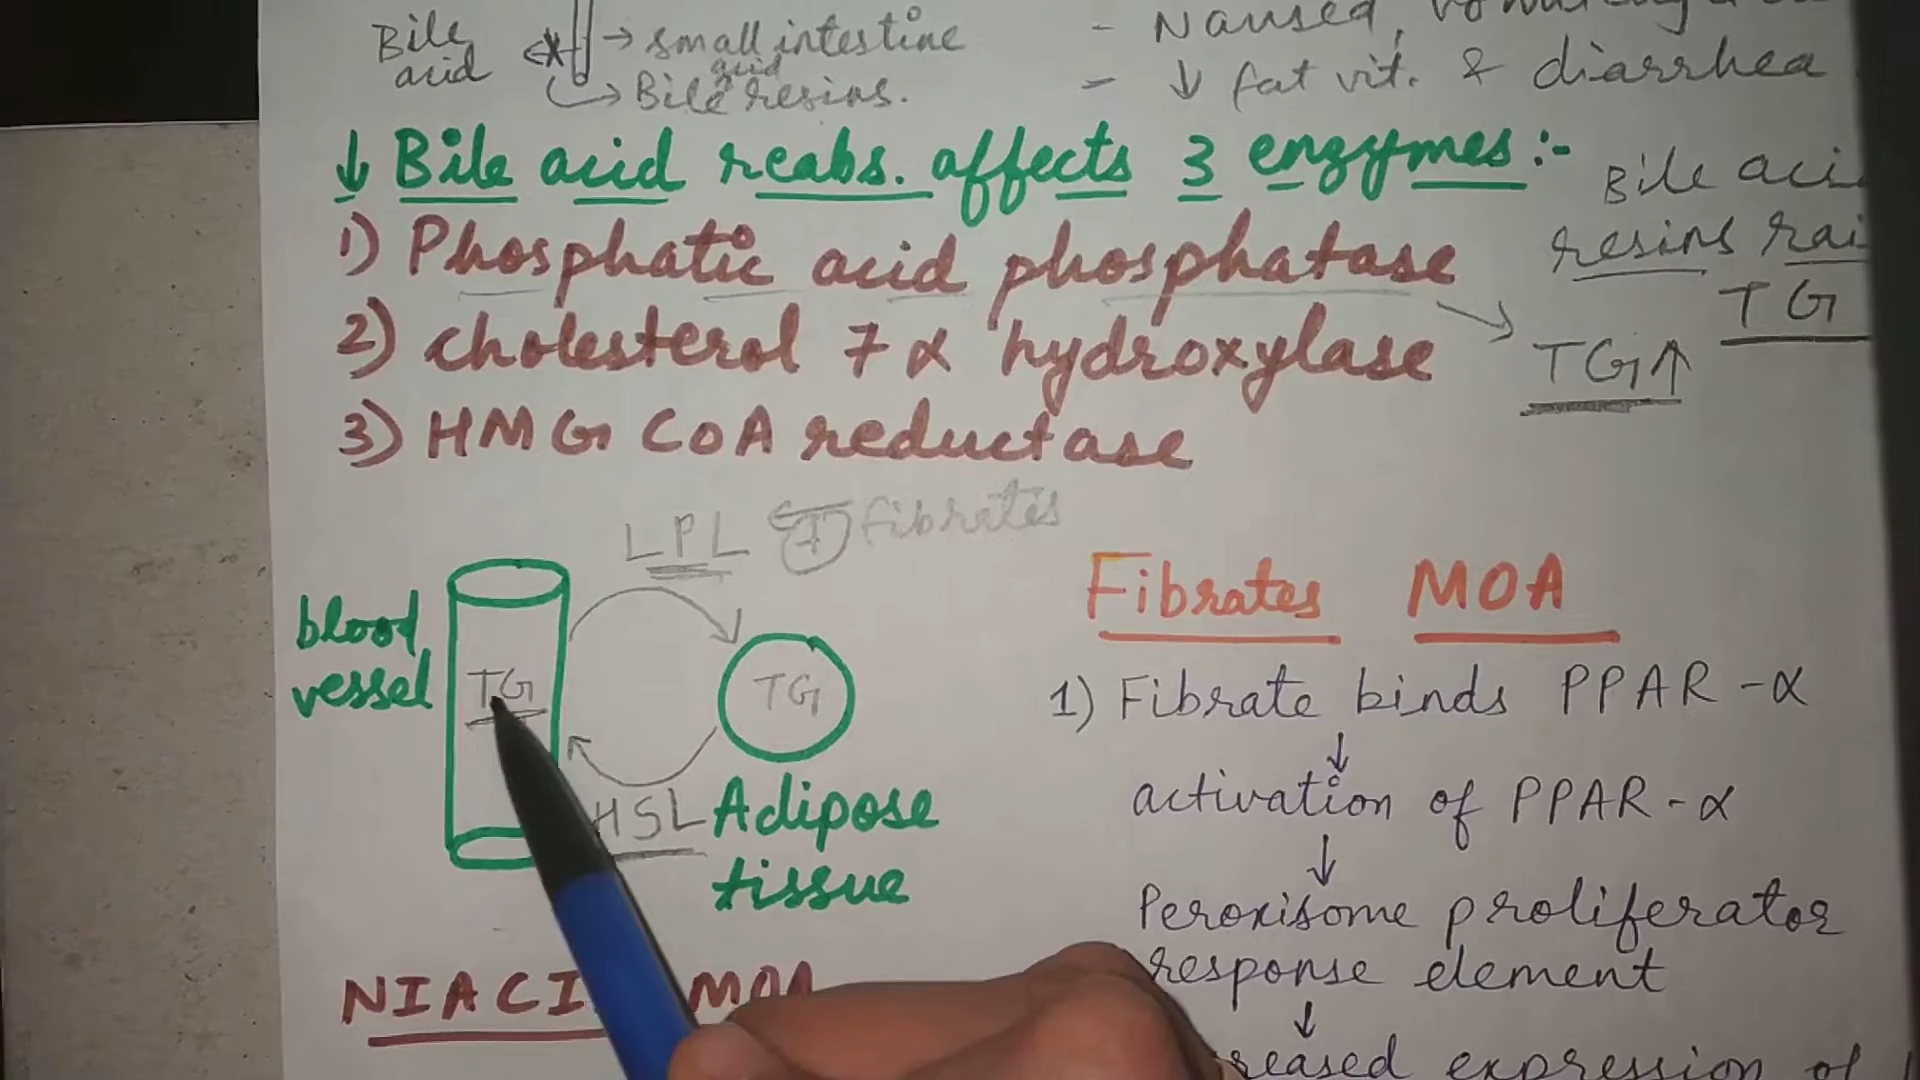 Bile
acid
→ small intestine
acid
→ Bile resins.
- Nausea,
- ↓ fat vit. & diarrhea
↓ Bile acid reabs. affects 3 enzymes:-
1) Phosphatic acid phosphatase
2) cholesterol 7α hydroxylase
3) HMG CoA reductase
Bile
resins
TG
TG↑
LPL ← + fibrates
blood
vessel
TG
TG
HSL
Adipose
tissue
NIACI
MOA
Fibrates MOA
1) Fibrate binds PPAR-α
↓
activation of PPAR-α
↓
Peroxisome proliferator
response element
↓
expression of